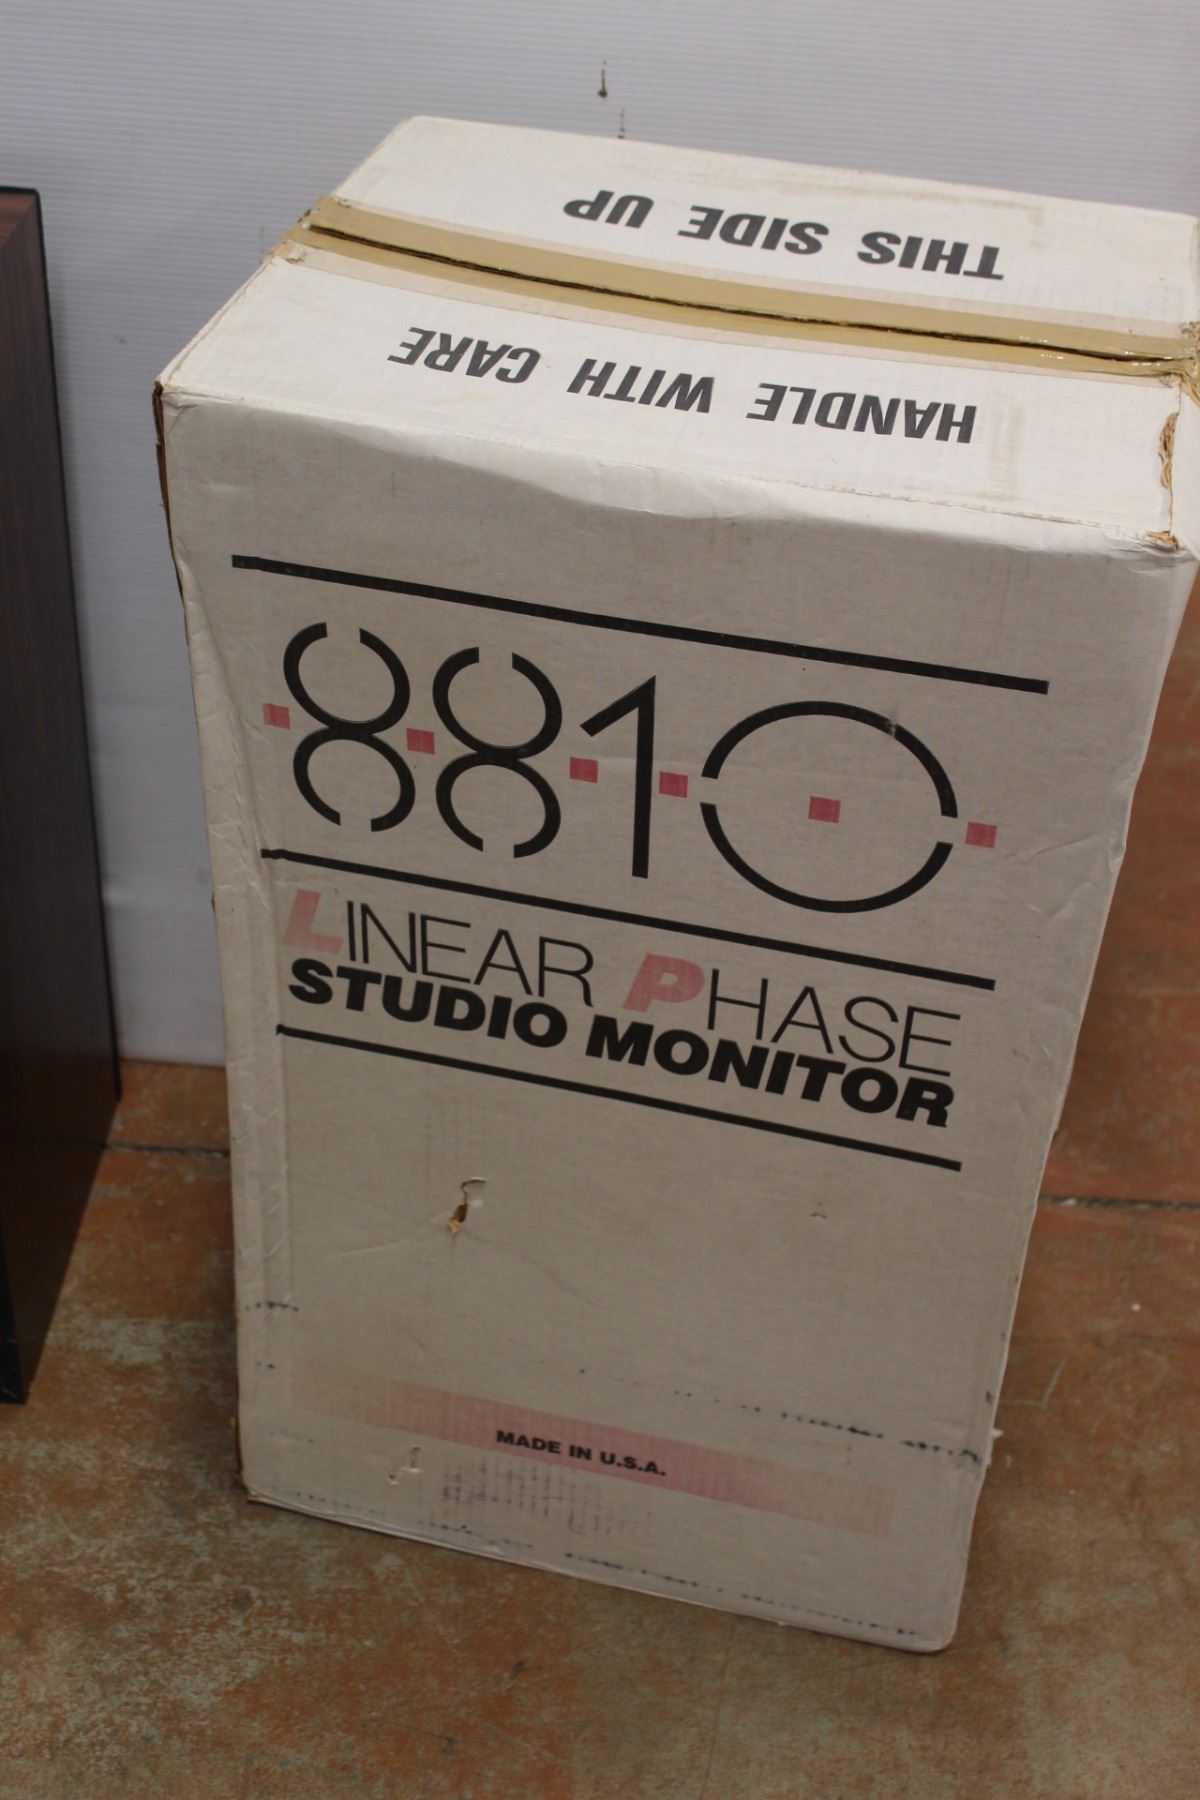 THIS SIDE UP
HANDLE WITH CARE
8810
LINEAR PHASE
STUDIO MONITOR
MADE IN U.S.A.